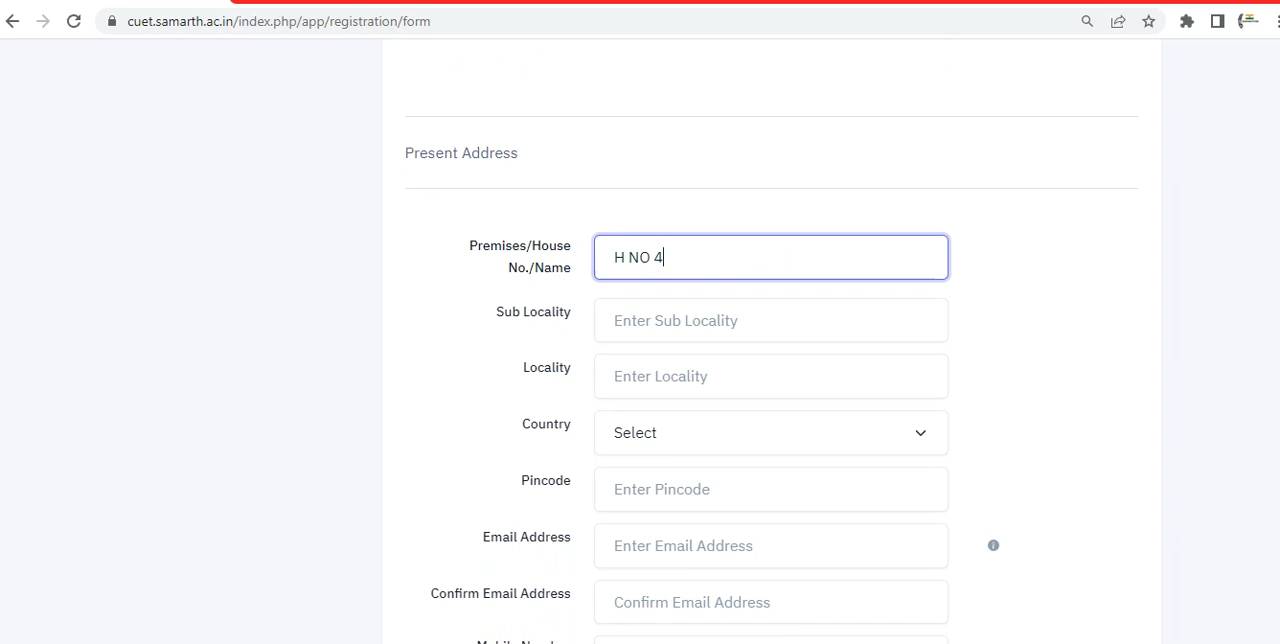 cuet.samarth.ac.in/index.php/app/registration/form
Present Address
Premises/House
No./Name
H NO 4
Sub Locality
Enter Sub Locality
Locality
Enter Locality
Country
Select
Pincode
Enter Pincode
Email Address
Enter Email Address
Confirm Email Address
Confirm Email Address